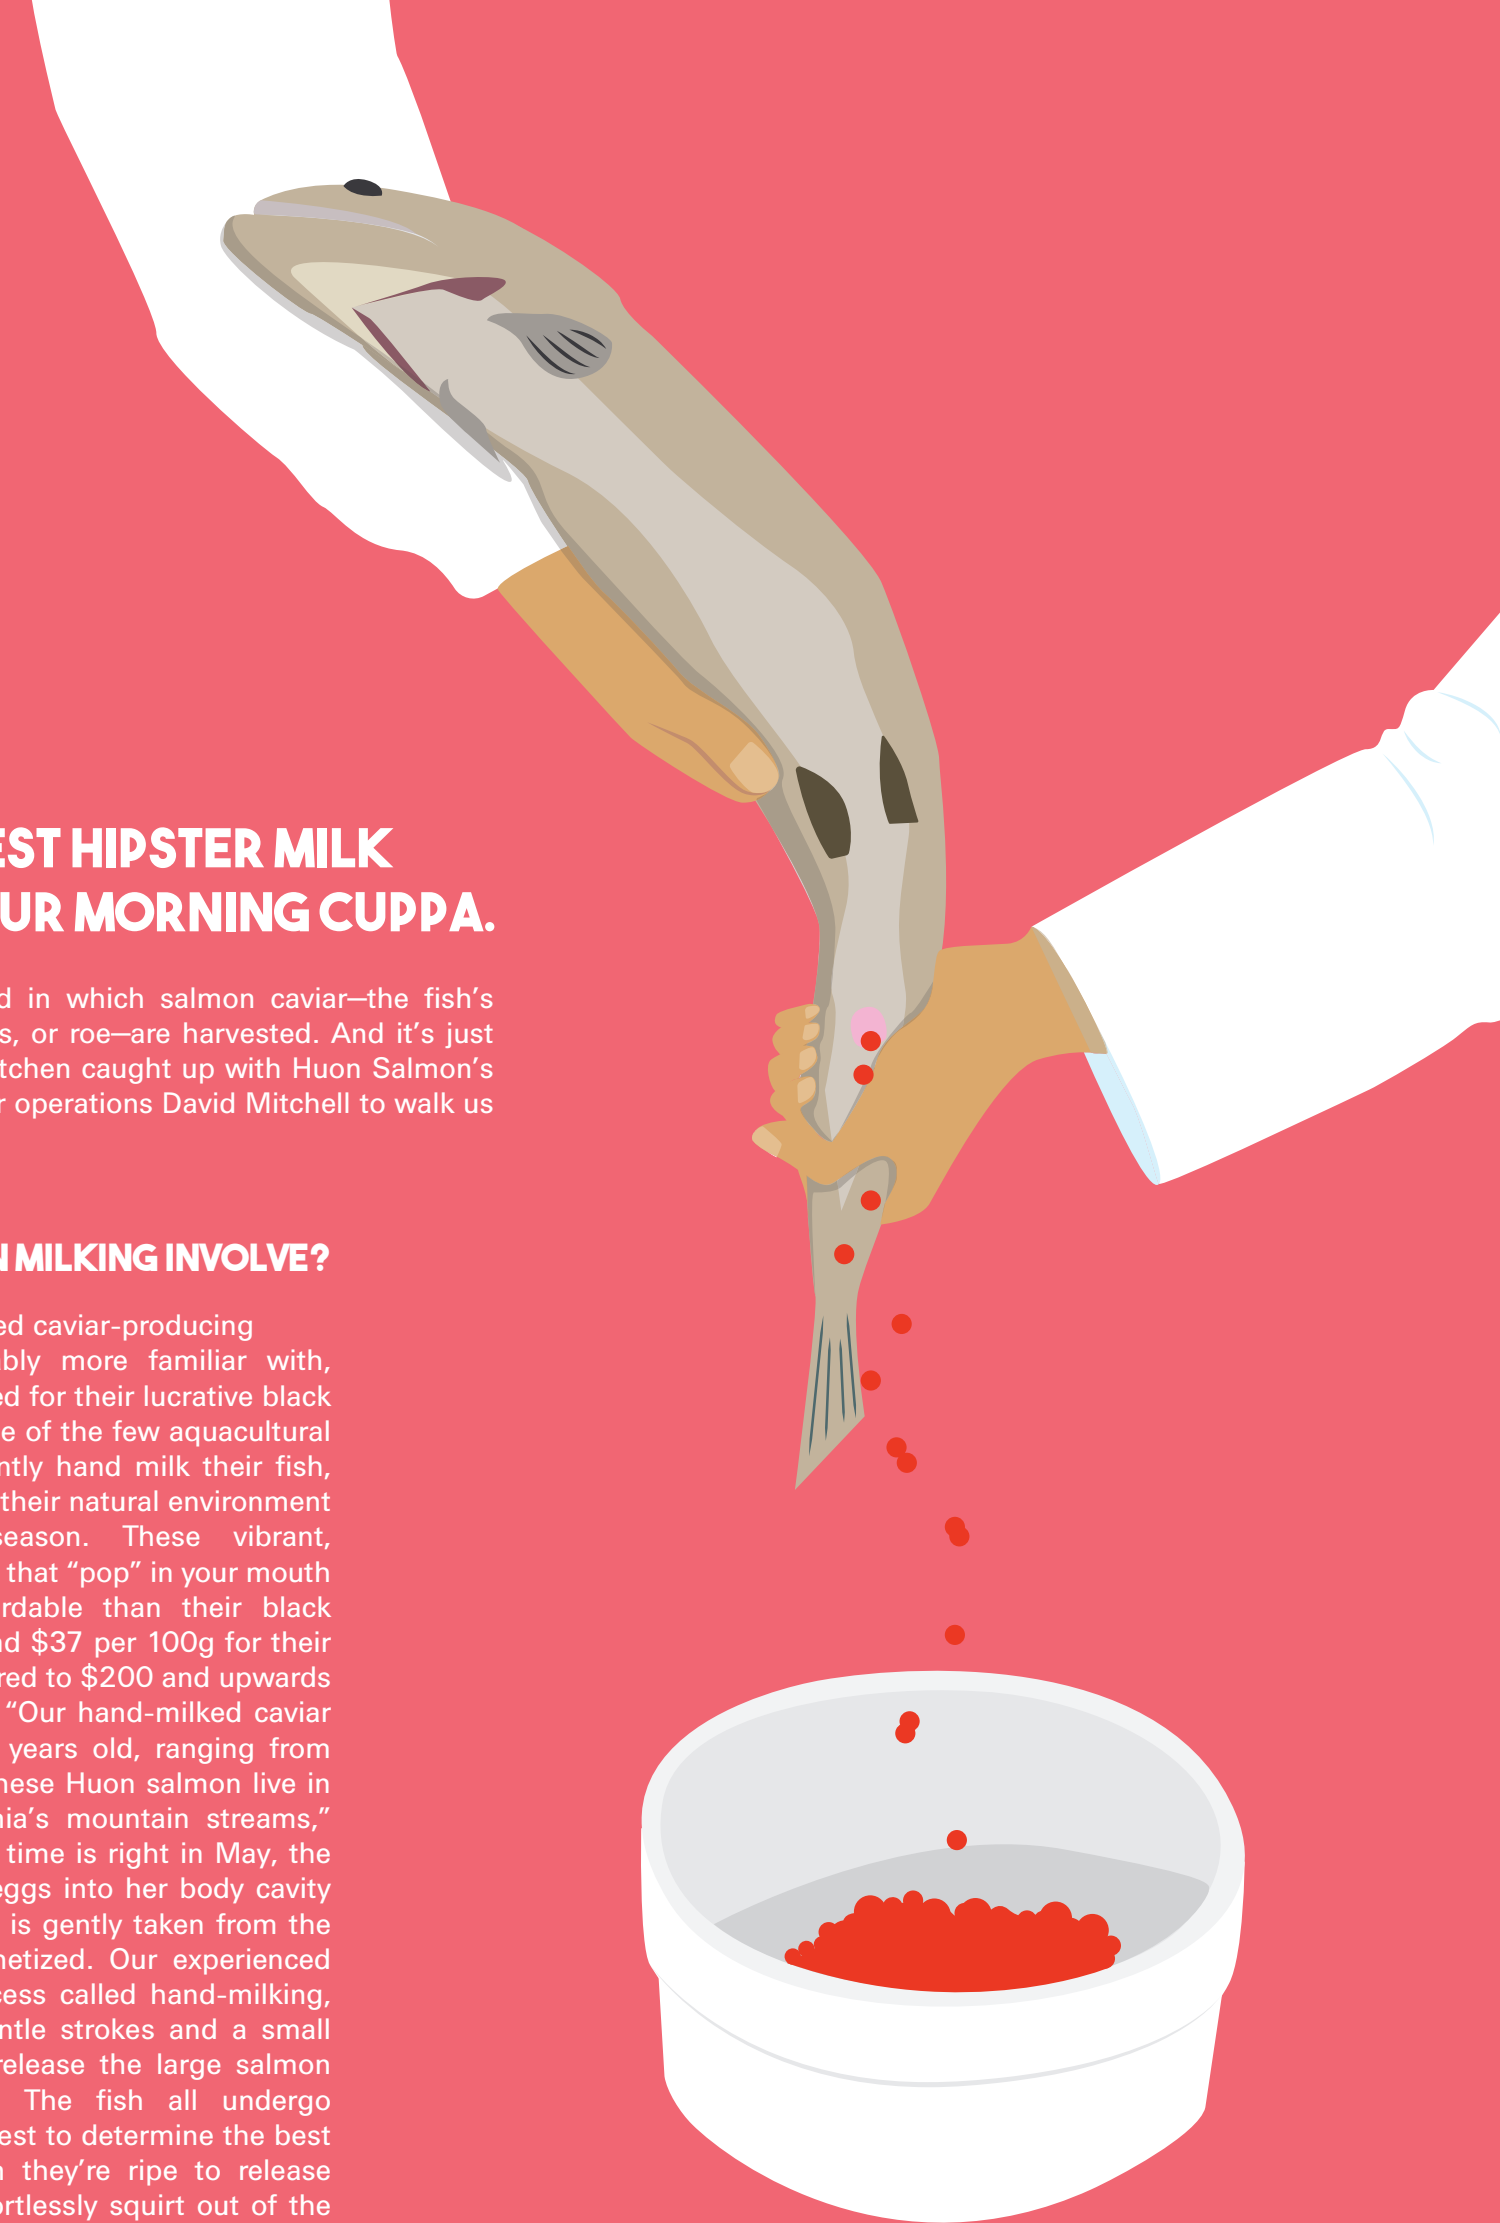 EST HIPSTER MILK
UR MORNING CUPPA.
d in which salmon caviar—the fish's
s, or roe—are harvested. And it's just
tchen caught up with Huon Salmon's
r operations David Mitchell to walk us
N MILKING INVOLVE?
ed caviar-producing
ably more familiar with,
ed for their lucrative black
e of the few aquacultural
ntly hand milk their fish,
their natural environment
season. These vibrant,
that “pop” in your mouth
rdable than their black
nd $37 per 100g for their
red to $200 and upwards
“Our hand-milked caviar
years old, ranging from
hese Huon salmon live in
nia's mountain streams,”
time is right in May, the
eggs into her body cavity
is gently taken from the
hetized. Our experienced
cess called hand-milking,
ntle strokes and a small
release the large salmon
The fish all undergo
est to determine the best
n they're ripe to release
ortlessly squirt out of the